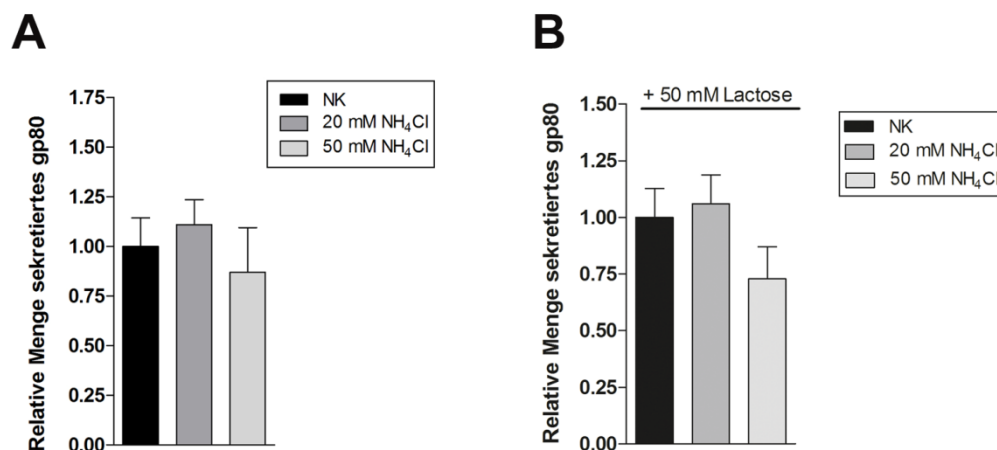 A
Relative Menge sekretiertes gp80
1.75
1.50
1.25
1.00
0.75
0.50
0.25
0.00
NK
20 mM NH₄Cl
50 mM NH₄Cl
B
Relative Menge sekretiertes gp80
+ 50 mM Lactose
1.50
1.25
1.00
0.75
0.50
0.25
0.00
NK
20 mM NH₄Cl
50 mM NH₄Cl